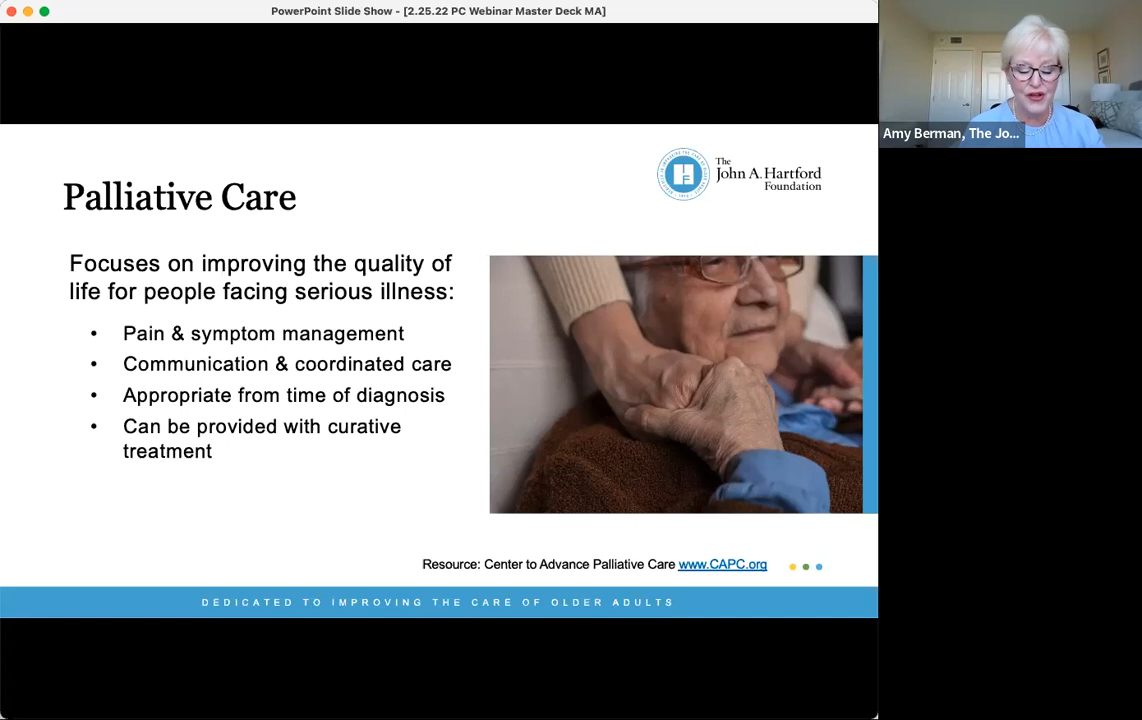 PowerPoint Slide Show - [2.25.22 PC Webinar Master Deck MA]
Amy Berman, The Jo...
The
John A. Hartford
Foundation
Palliative Care
Focuses on improving the quality of
life for people facing serious illness:
• Pain & symptom management
• Communication & coordinated care
• Appropriate from time of diagnosis
• Can be provided with curative
treatment
Resource: Center to Advance Palliative Care www.CAPC.org
DEDICATED TO IMPROVING THE CARE OF OLDER ADULTS